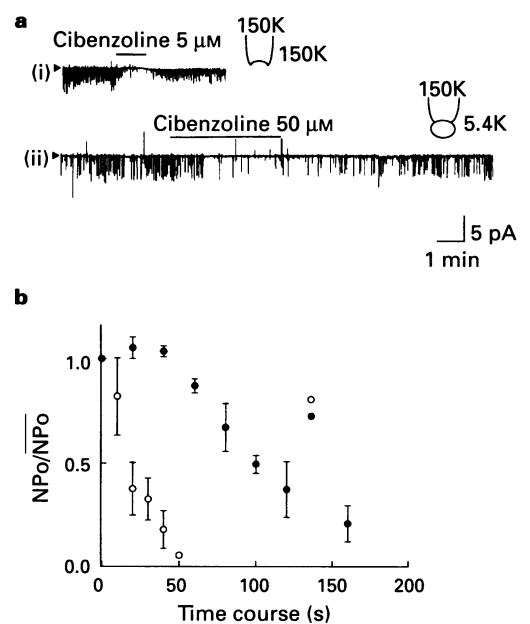 a
Cibenzoline 5 μM
150K
150K
(i)
150K
Cibenzoline 50 μM
5.4K
(ii)
5 pA
1 min
b
1.0
0.5
0.0
NPo/NPo
0 50 100 150 200
Time course (s)